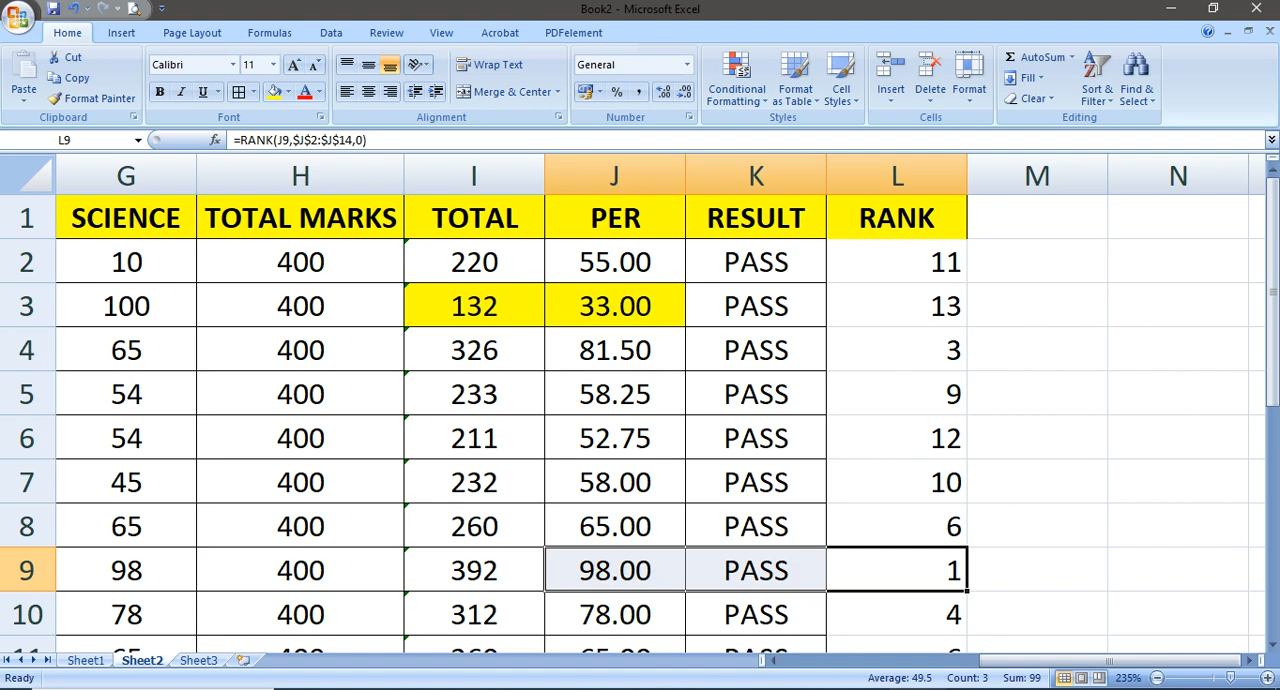 Book2 - Microsoft Excel
Home Insert Page Layout Formulas Data Review View Acrobat PDFelement
Paste
Cut
Copy
Format Painter
Clipboard
Calibri 11
B I U A
Font
Wrap Text
Merge & Center
Alignment
General
% ,
Number
Conditional Formatting
Format as Table
Cell Styles
Styles
Insert Delete Format
Cells
Σ AutoSum
Fill
Clear
Sort & Filter
Find & Select
Editing
L9 fx =RANK(J9,$J$2:$J$14,0)
G H I J K L M N
1 SCIENCE TOTAL MARKS TOTAL PER RESULT RANK
2 10 400 220 55.00 PASS 11
3 100 400 132 33.00 PASS 13
4 65 400 326 81.50 PASS 3
5 54 400 233 58.25 PASS 9
6 54 400 211 52.75 PASS 12
7 45 400 232 58.00 PASS 10
8 65 400 260 65.00 PASS 6
9 98 400 392 98.00 PASS 1
10 78 400 312 78.00 PASS 4
Sheet1 Sheet2 Sheet3
Ready Average: 49.5 Count: 3 Sum: 99 235%